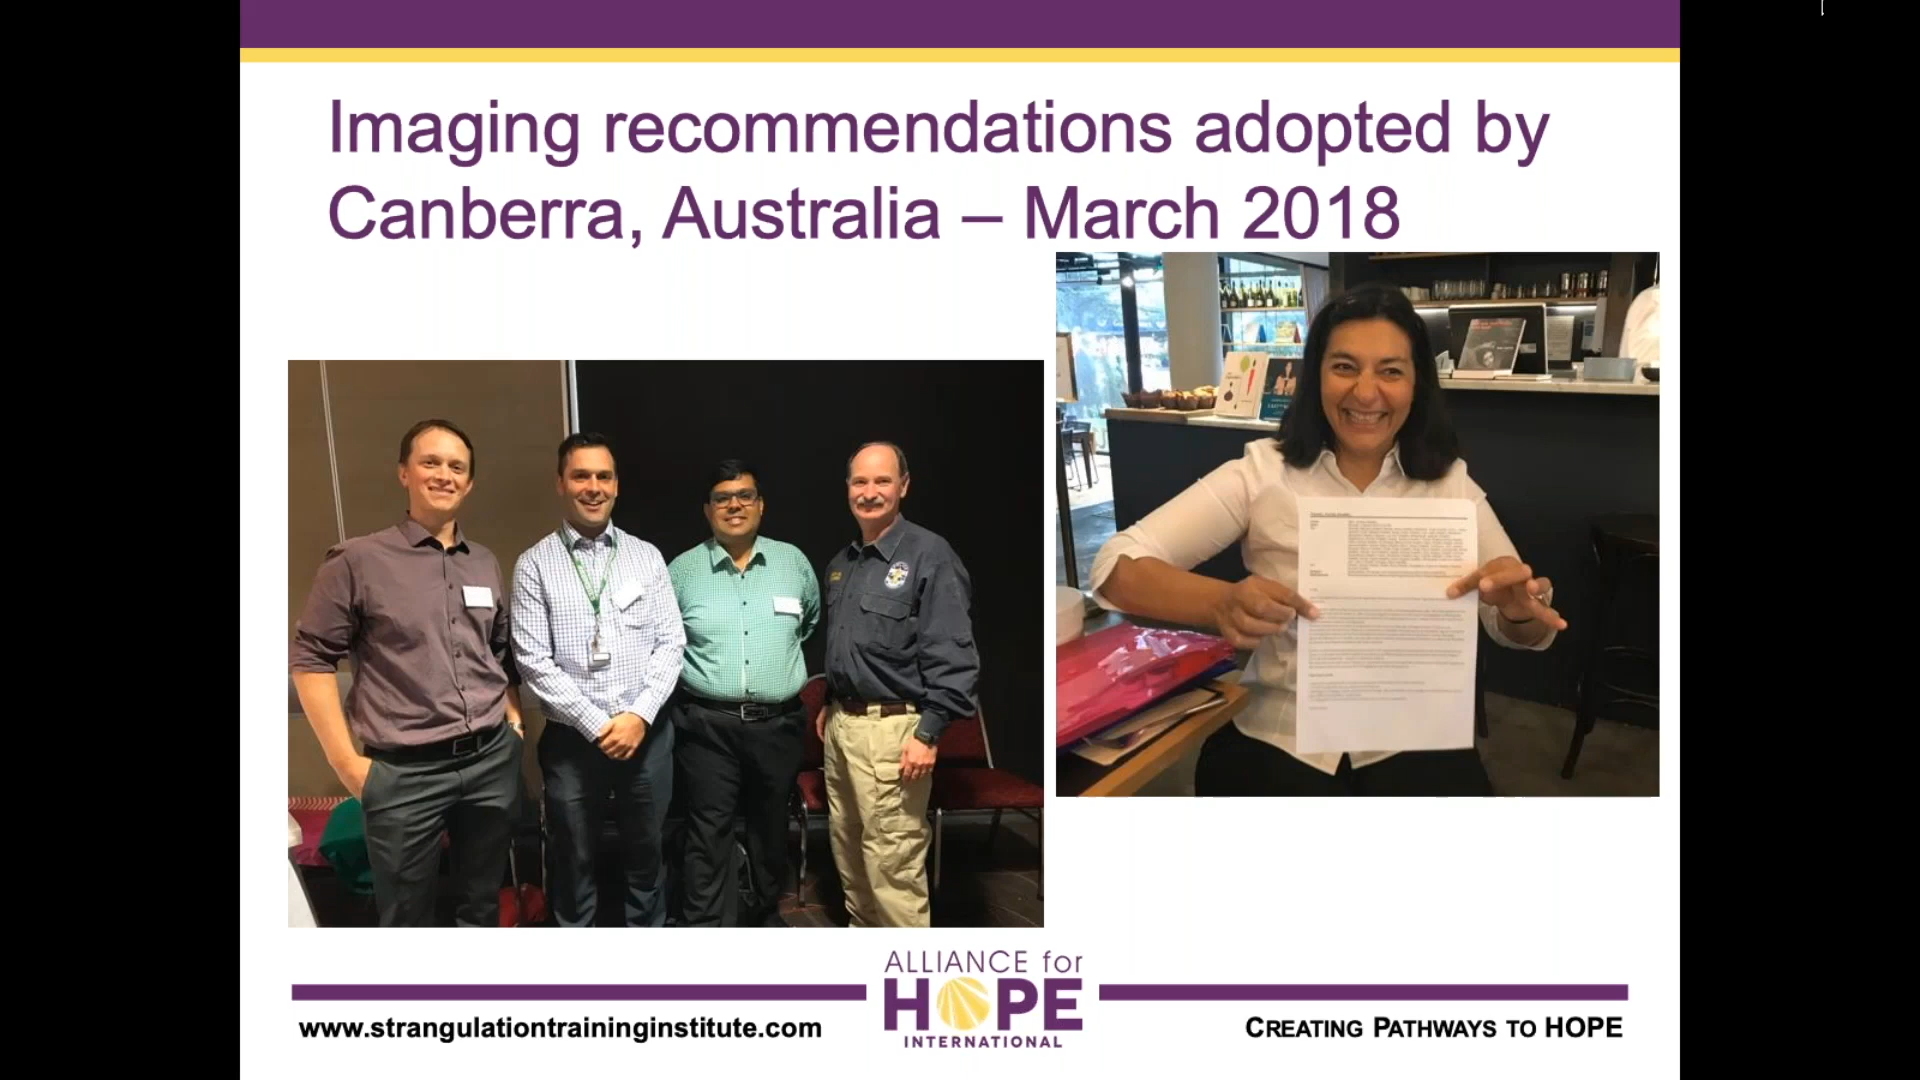 Imaging recommendations adopted by
Canberra, Australia – March 2018
ALLIANCE for
HOPE
INTERNATIONAL
www.strangulationtraininginstitute.com
CREATING PATHWAYS TO HOPE